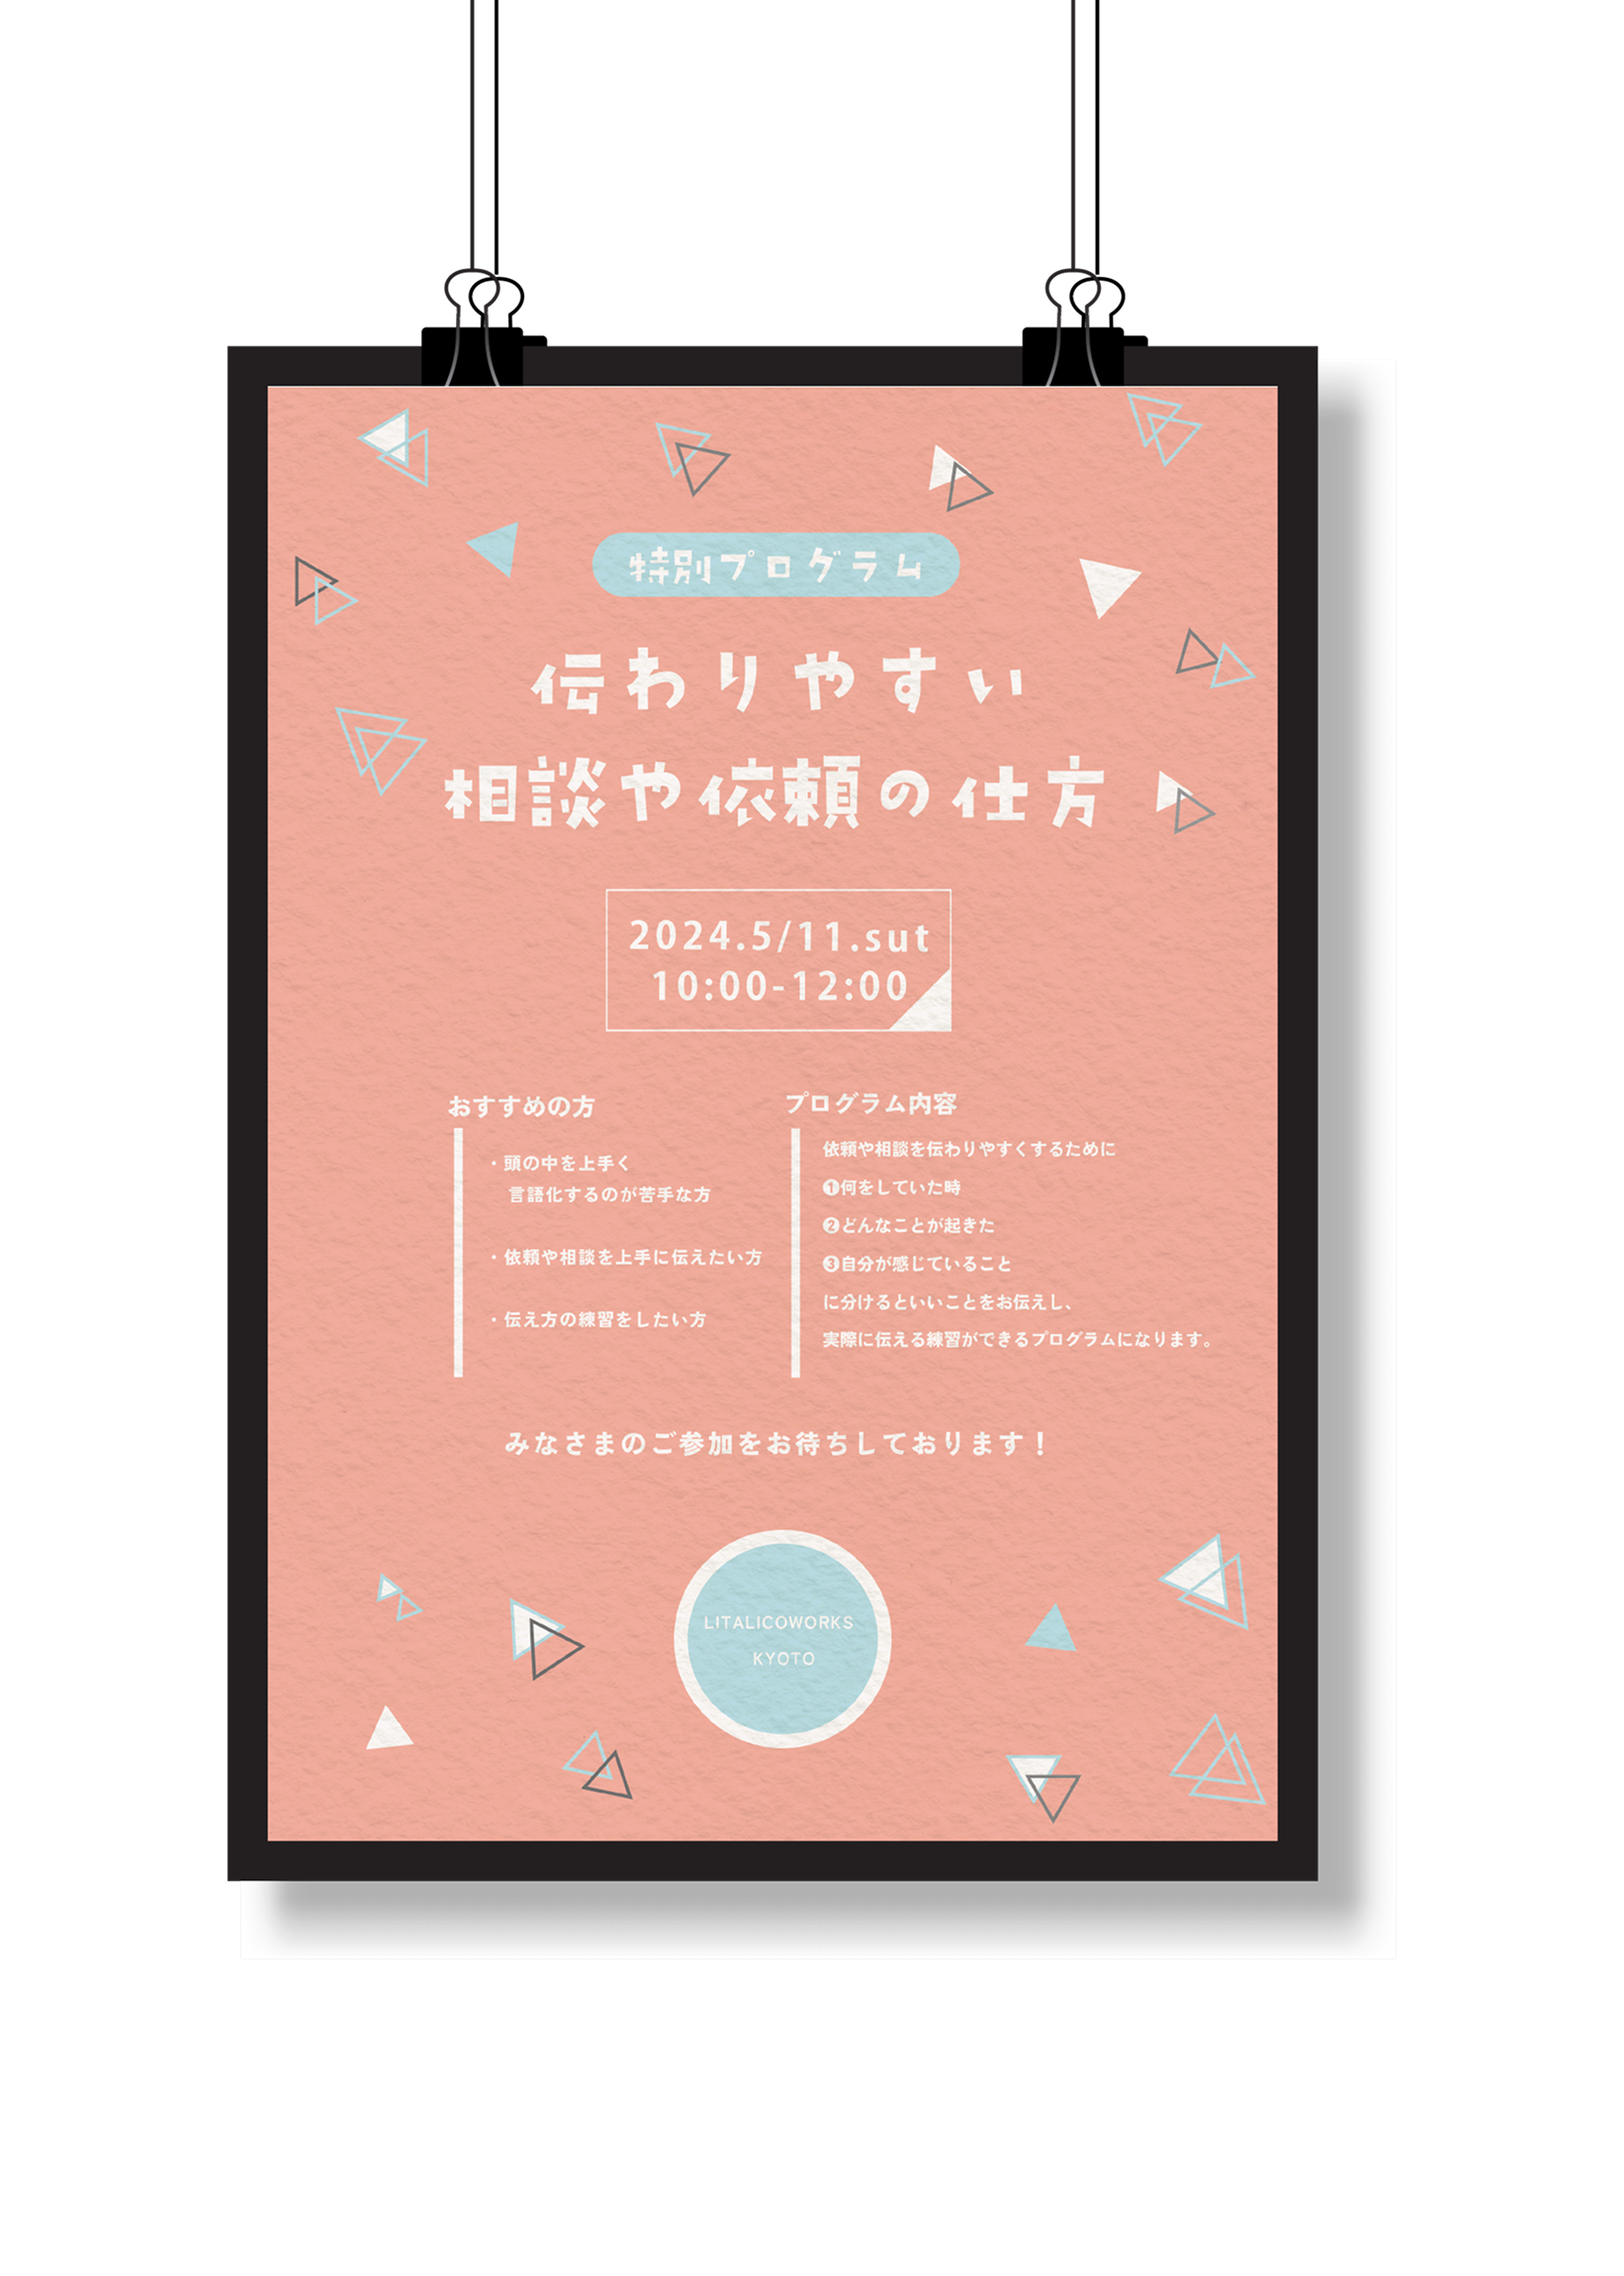 特別プログラム
伝わりやすい
相談や依頼の仕方
2024.5/11.sut
10:00-12:00
おすすめの方
・頭の中を上手く
言語化するのが苦手な方
・依頼や相談を上手に伝えたい方
・伝え方の練習をしたい方
プログラム内容
依頼や相談を伝わりやすくするために
❶何をしていた時
❷どんなことが起きた
❸自分が感じていること
に分けるといいことをお伝えし、
実際に伝える練習ができるプログラムになります。
みなさまのご参加をお待ちしております！
LITALICOWORKS
KYOTO